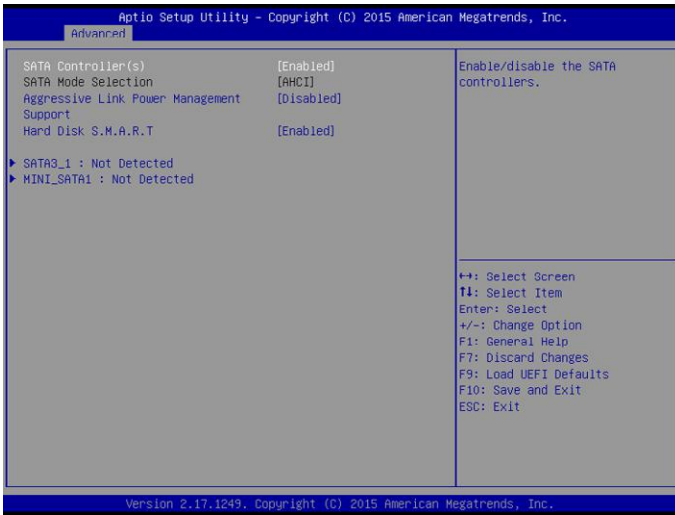 Aptio Setup Utility – Copyright (C) 2015 American Megatrends, Inc.
Advanced
SATA Controller(s) [Enabled]
SATA Mode Selection [AHCI]
Aggressive Link Power Management [Disabled]
Support
Hard Disk S.M.A.R.T [Enabled]
SATA3_1 : Not Detected
MINI_SATA1 : Not Detected
Enable/disable the SATA
controllers.
↔: Select Screen
↑↓: Select Item
Enter: Select
+/-: Change Option
F1: General Help
F7: Discard Changes
F9: Load UEFI Defaults
F10: Save and Exit
ESC: Exit
Version 2.17.1249. Copyright (C) 2015 American Megatrends, Inc.